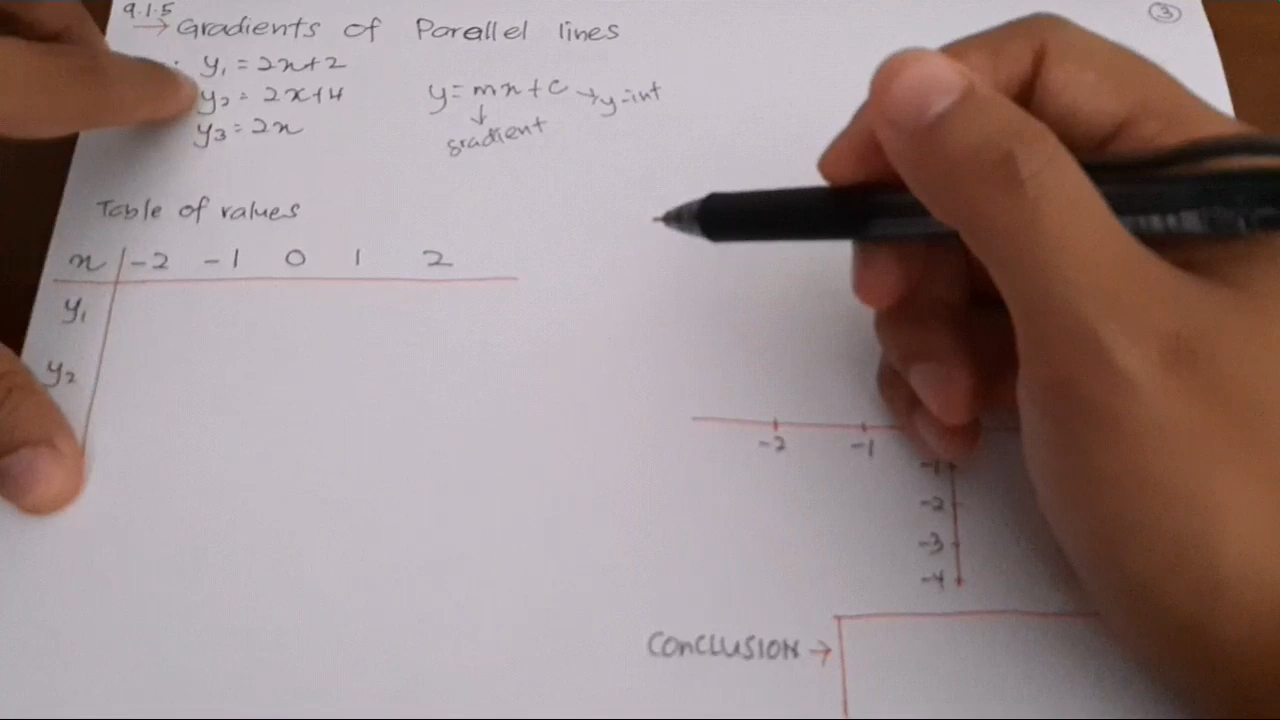 9.1.5
→ Gradients of Parallel lines
3
y₁ = 2x+2
y₂ = 2x+4
y₃ = 2x
y = mx + c → y-int
↓
gradient
Table of values
x -2 -1 0 1 2
y₁
y₂
-2 -1
-1
-2
-3
-4
CONCLUSION →